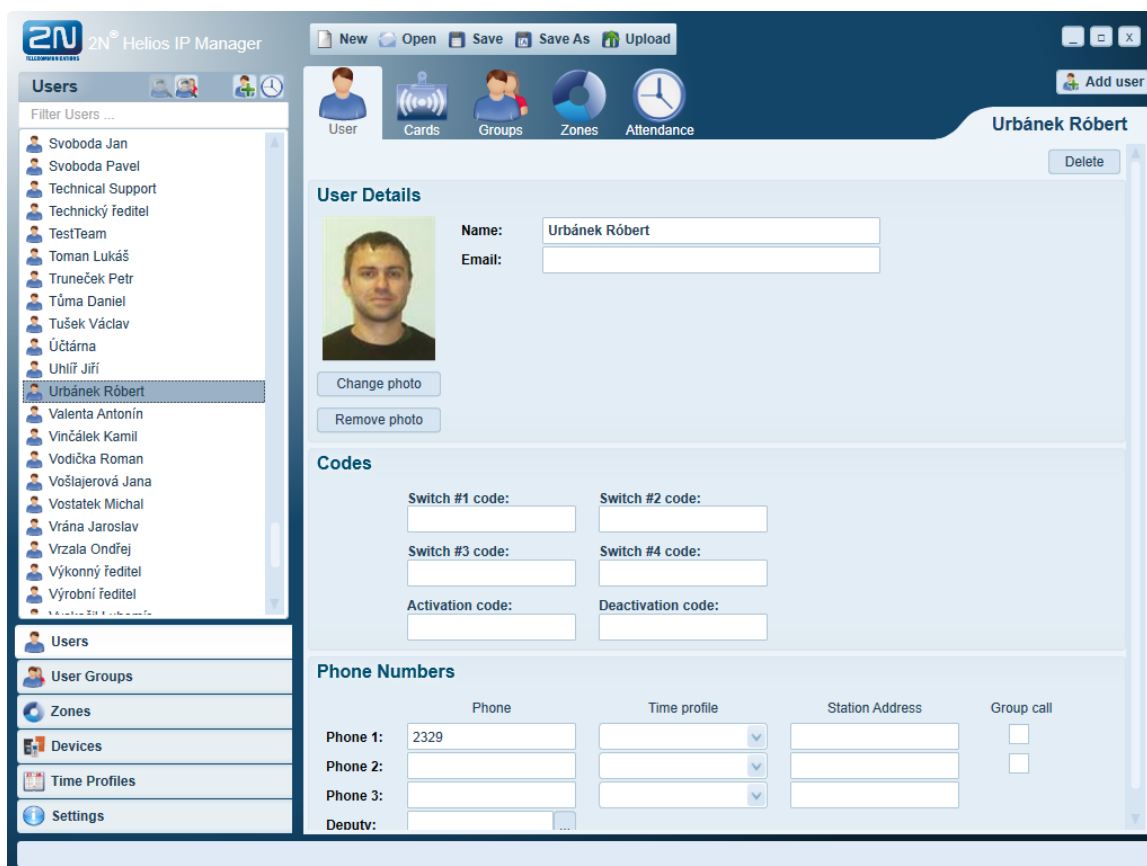 2N
TELECOMMUNICATIONS
2N® Helios IP Manager
New Open Save Save As Upload
Users
Filter Users ...
Svoboda Jan
Svoboda Pavel
Technical Support
Technický ředitel
TestTeam
Toman Lukáš
Truneček Petr
Tůma Daniel
Tušek Václav
Účtárna
Uhlíř Jiří
Urbánek Róbert
Valenta Antonín
Vinčálek Kamil
Vodička Roman
Vošlajerová Jana
Vostatek Michal
Vrána Jaroslav
Vrzala Ondřej
Výkonný ředitel
Výrobní ředitel
Users
User Groups
Zones
Devices
Time Profiles
Settings
User Cards Groups Zones Attendance
Add user
Urbánek Róbert
Delete
User Details
Name: Urbánek Róbert
Email:
Change photo
Remove photo
Codes
Switch #1 code: Switch #2 code:
Switch #3 code: Switch #4 code:
Activation code: Deactivation code:
Phone Numbers
Phone Time profile Station Address Group call
Phone 1: 2329
Phone 2:
Phone 3:
Deputy: ...